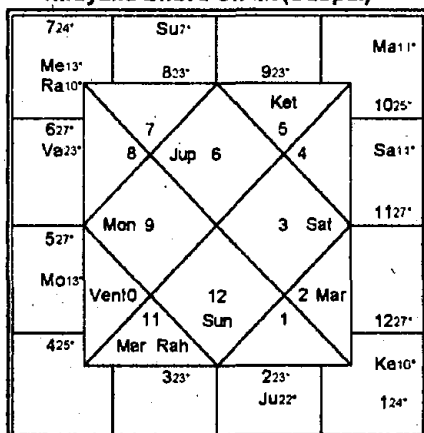 724° Su7° Ma11°
Me13° 823° 923°
Ra10° Ket 1025°
7 5
627° 8 Jup 6 4 Sa11°
Va23°
Mon 9 3 Sat 1127°
527°
Mo13° Ven10 12 2 Mar
11 Sun 1 1227°
425° Mer Rah
323° 223° Ke10°
Ju22° 124°